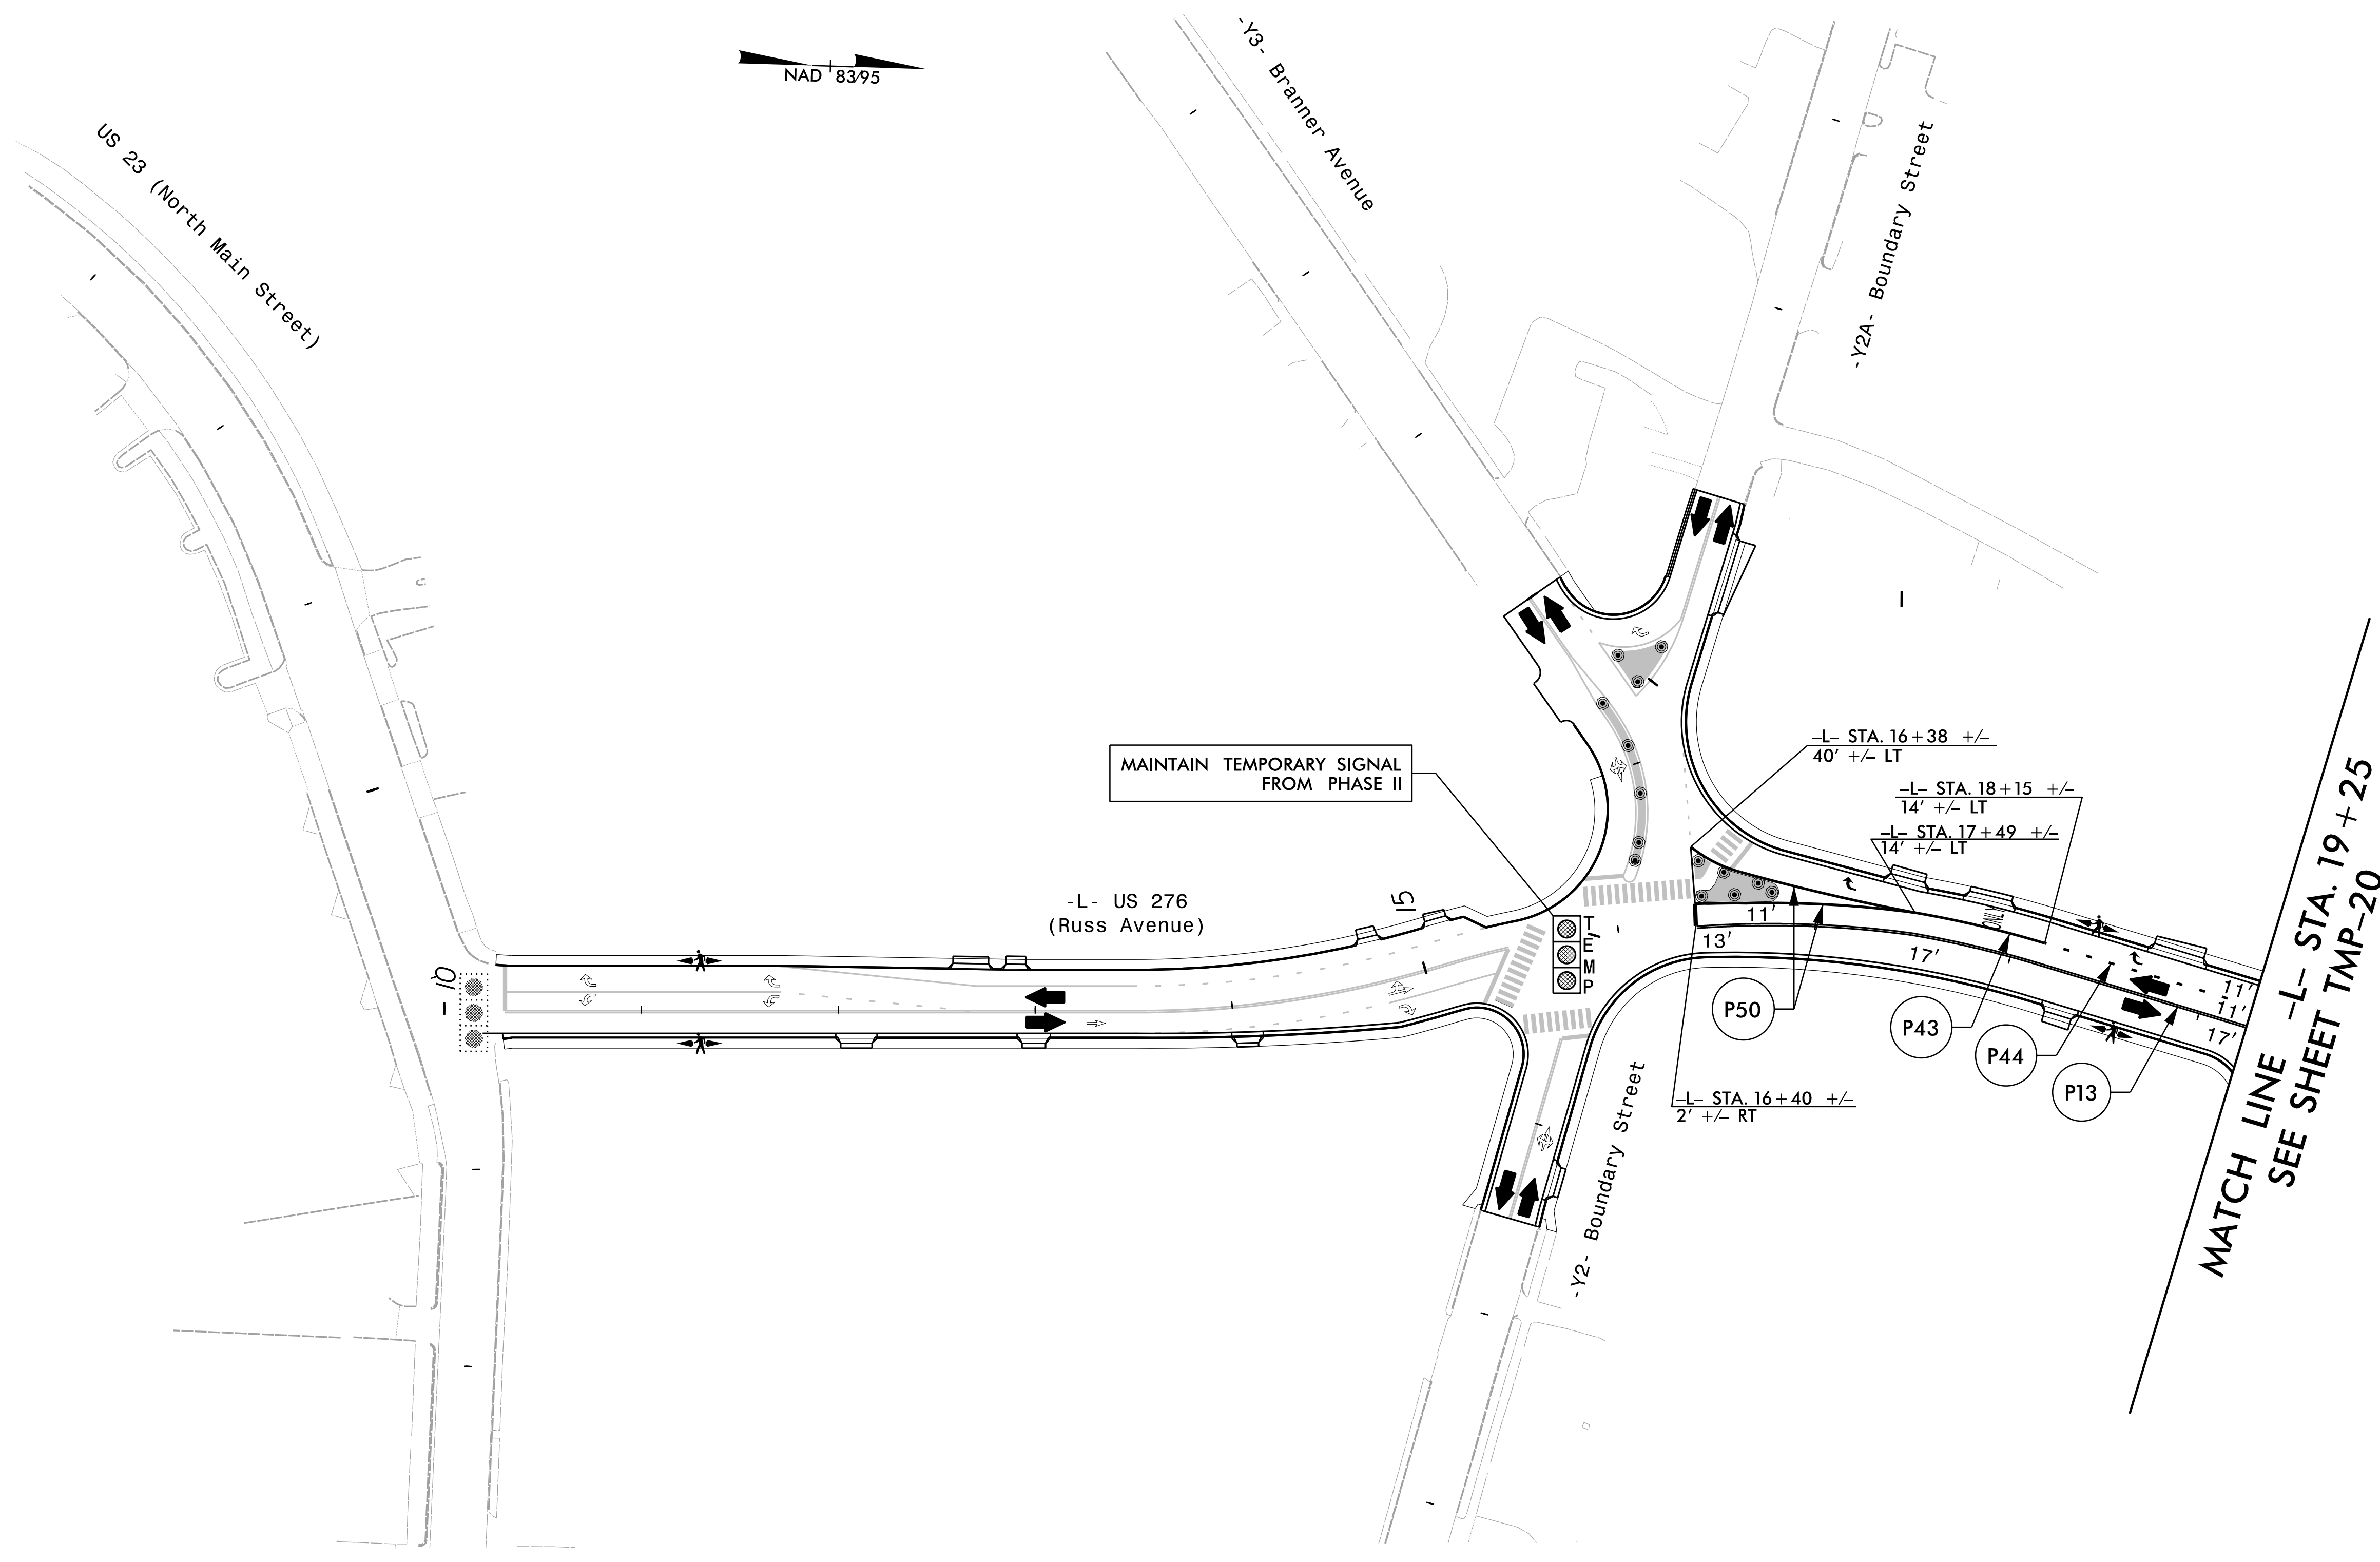 NAD 83/95
US 23 (North Main Street)
-Y3- Branner Avenue
-Y2A- Boundary Street
MAINTAIN TEMPORARY SIGNAL
FROM PHASE II
-L- STA. 16+38 +/-
40' +/- LT
-L- STA. 18+15 +/-
14' +/- LT
-L- STA. 17+49 +/-
14' +/- LT
-L- US 276
(Russ Avenue)
10
15
T
E
M
P
11'
13'
17'
ONLY
11'
11'
17'
P50
P43
P44
P13
-L- STA. 16+40 +/-
2' +/- RT
-Y2- Boundary Street
MATCH LINE -L- STA. 19+25
SEE SHEET TMP-20